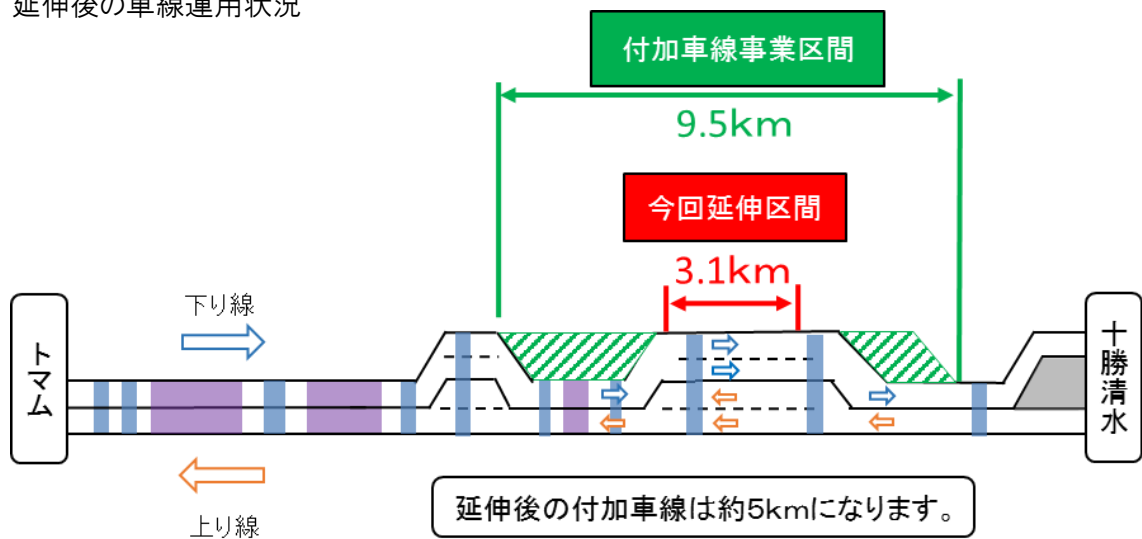 延伸後の車線運用状況
付加車線事業区間
9.5km
今回延伸区間
3.1km
下り線
トマム
十勝清水
上り線
延伸後の付加車線は約5kmになります。